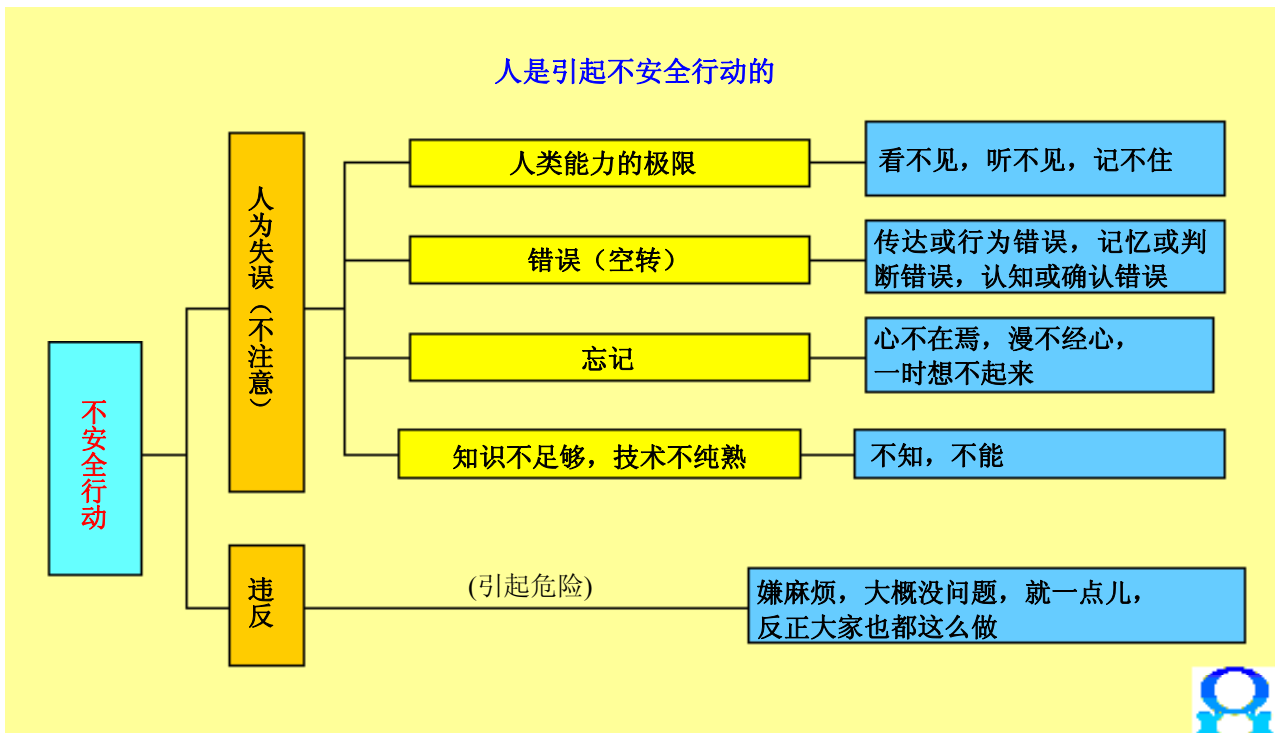 人是引起不安全行动的
不安全行动
人为失误（不注意）
人类能力的极限
看不见，听不见，记不住
错误（空转）
传达或行为错误，记忆或判
断错误，认知或确认错误
忘记
心不在焉，漫不经心，
一时想不起来
知识不足够，技术不纯熟
不知，不能
违反
(引起危险)
嫌麻烦，大概没问题，就一点儿，
反正大家也都这么做